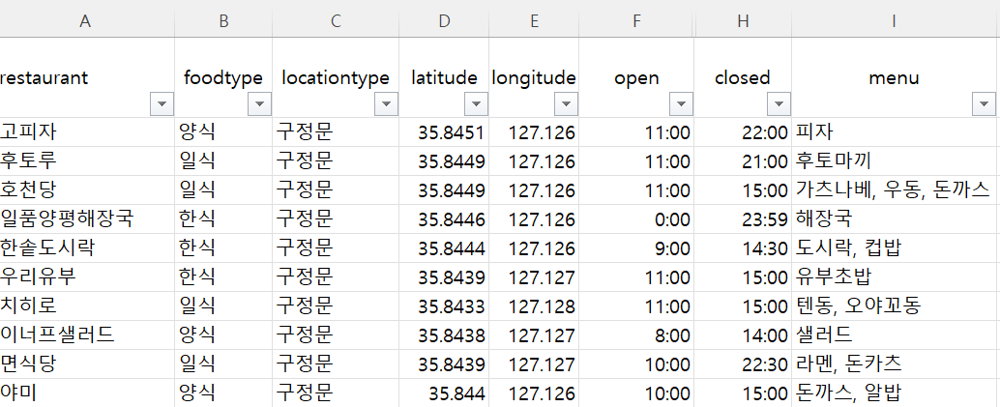 A B C D E F H I
restaurant foodtype locationtype latitude longitude open closed menu
고피자 양식 구정문 35.8451 127.126 11:00 22:00 피자
후토루 일식 구정문 35.8449 127.126 11:00 21:00 후토마끼
호천당 일식 구정문 35.8449 127.126 11:00 15:00 가츠나베, 우동, 돈까스
일품양평해장국 한식 구정문 35.8446 127.126 0:00 23:59 해장국
한솥도시락 한식 구정문 35.8444 127.126 9:00 14:30 도시락, 컵밥
우리유부 한식 구정문 35.8439 127.127 11:00 15:00 유부초밥
치히로 일식 구정문 35.8433 127.128 11:00 15:00 텐동, 오야꼬동
이너프샐러드 양식 구정문 35.8438 127.127 8:00 14:00 샐러드
면식당 일식 구정문 35.8439 127.127 10:00 22:30 라멘, 돈카츠
야미 양식 구정문 35.844 127.126 10:00 15:00 돈까스, 알밥